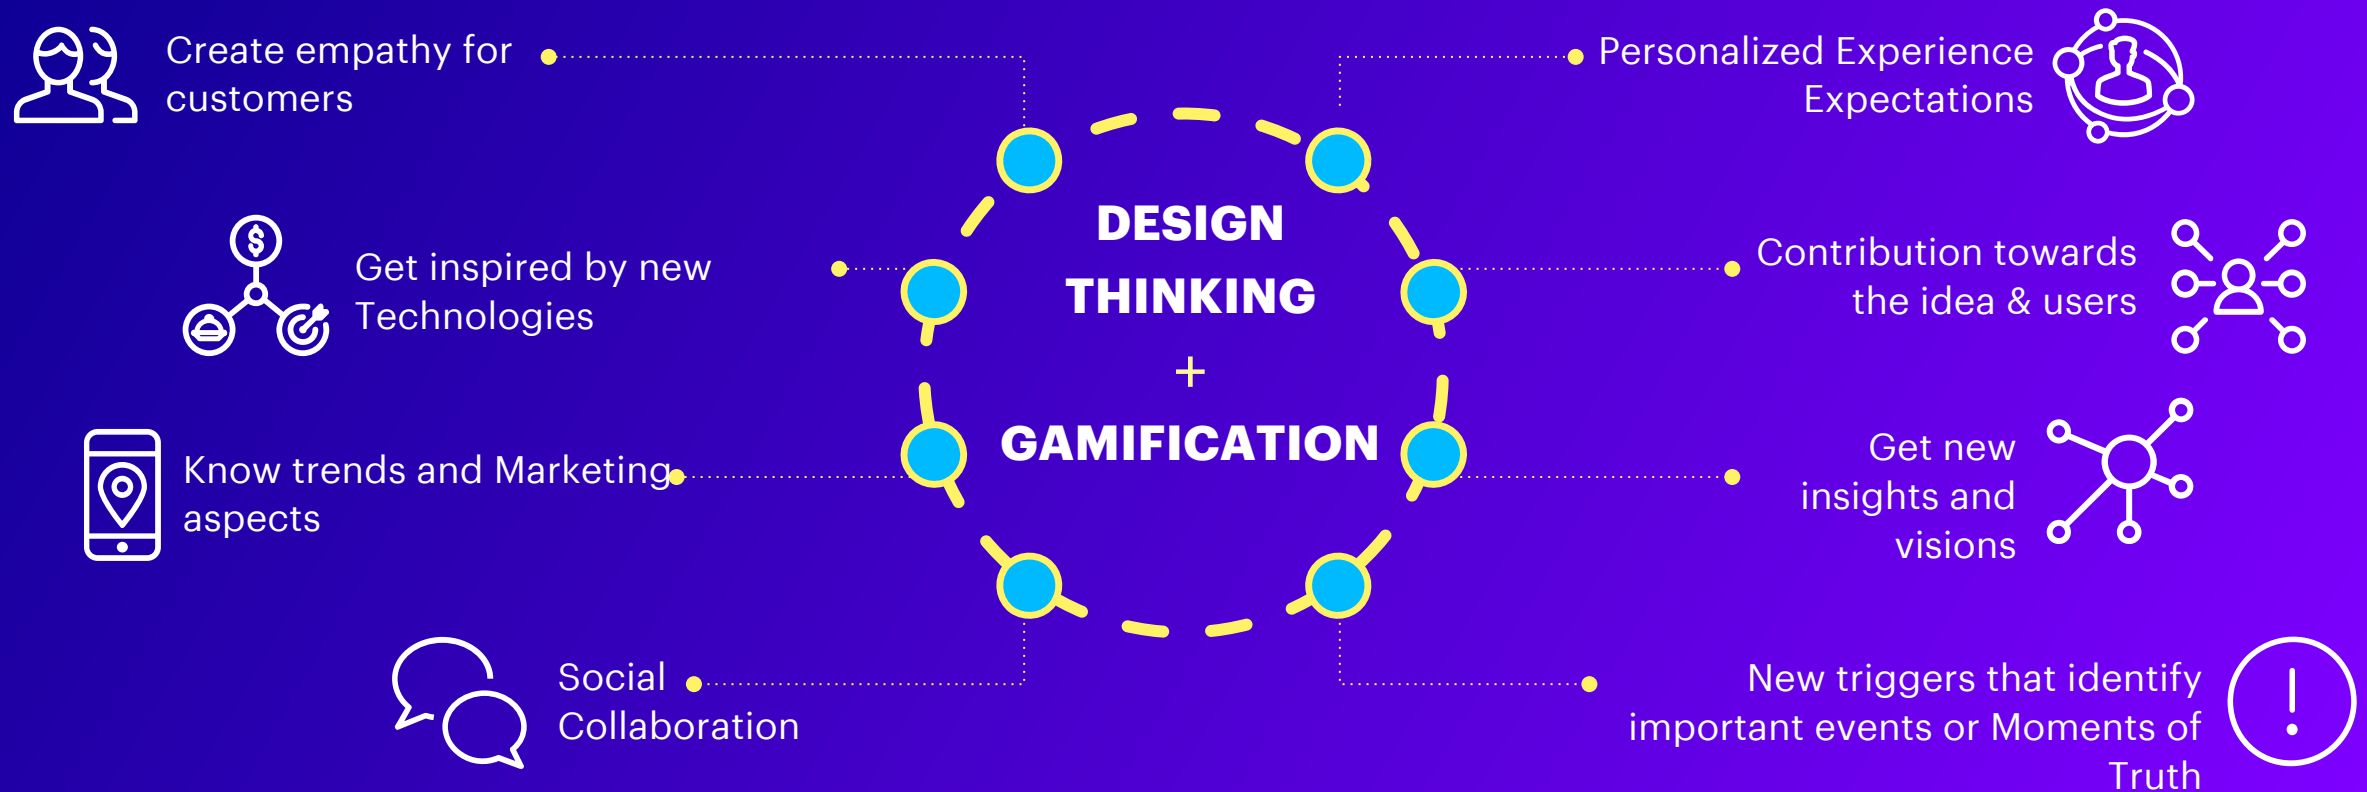 Create empathy for
customers
Get inspired by new
Technologies
Know trends and Marketing
aspects
Social
Collaboration
DESIGN
THINKING
+
GAMIFICATION
Personalized Experience
Expectations
Contribution towards
the idea & users
Get new
insights and
visions
New triggers that identify
important events or Moments of
Truth